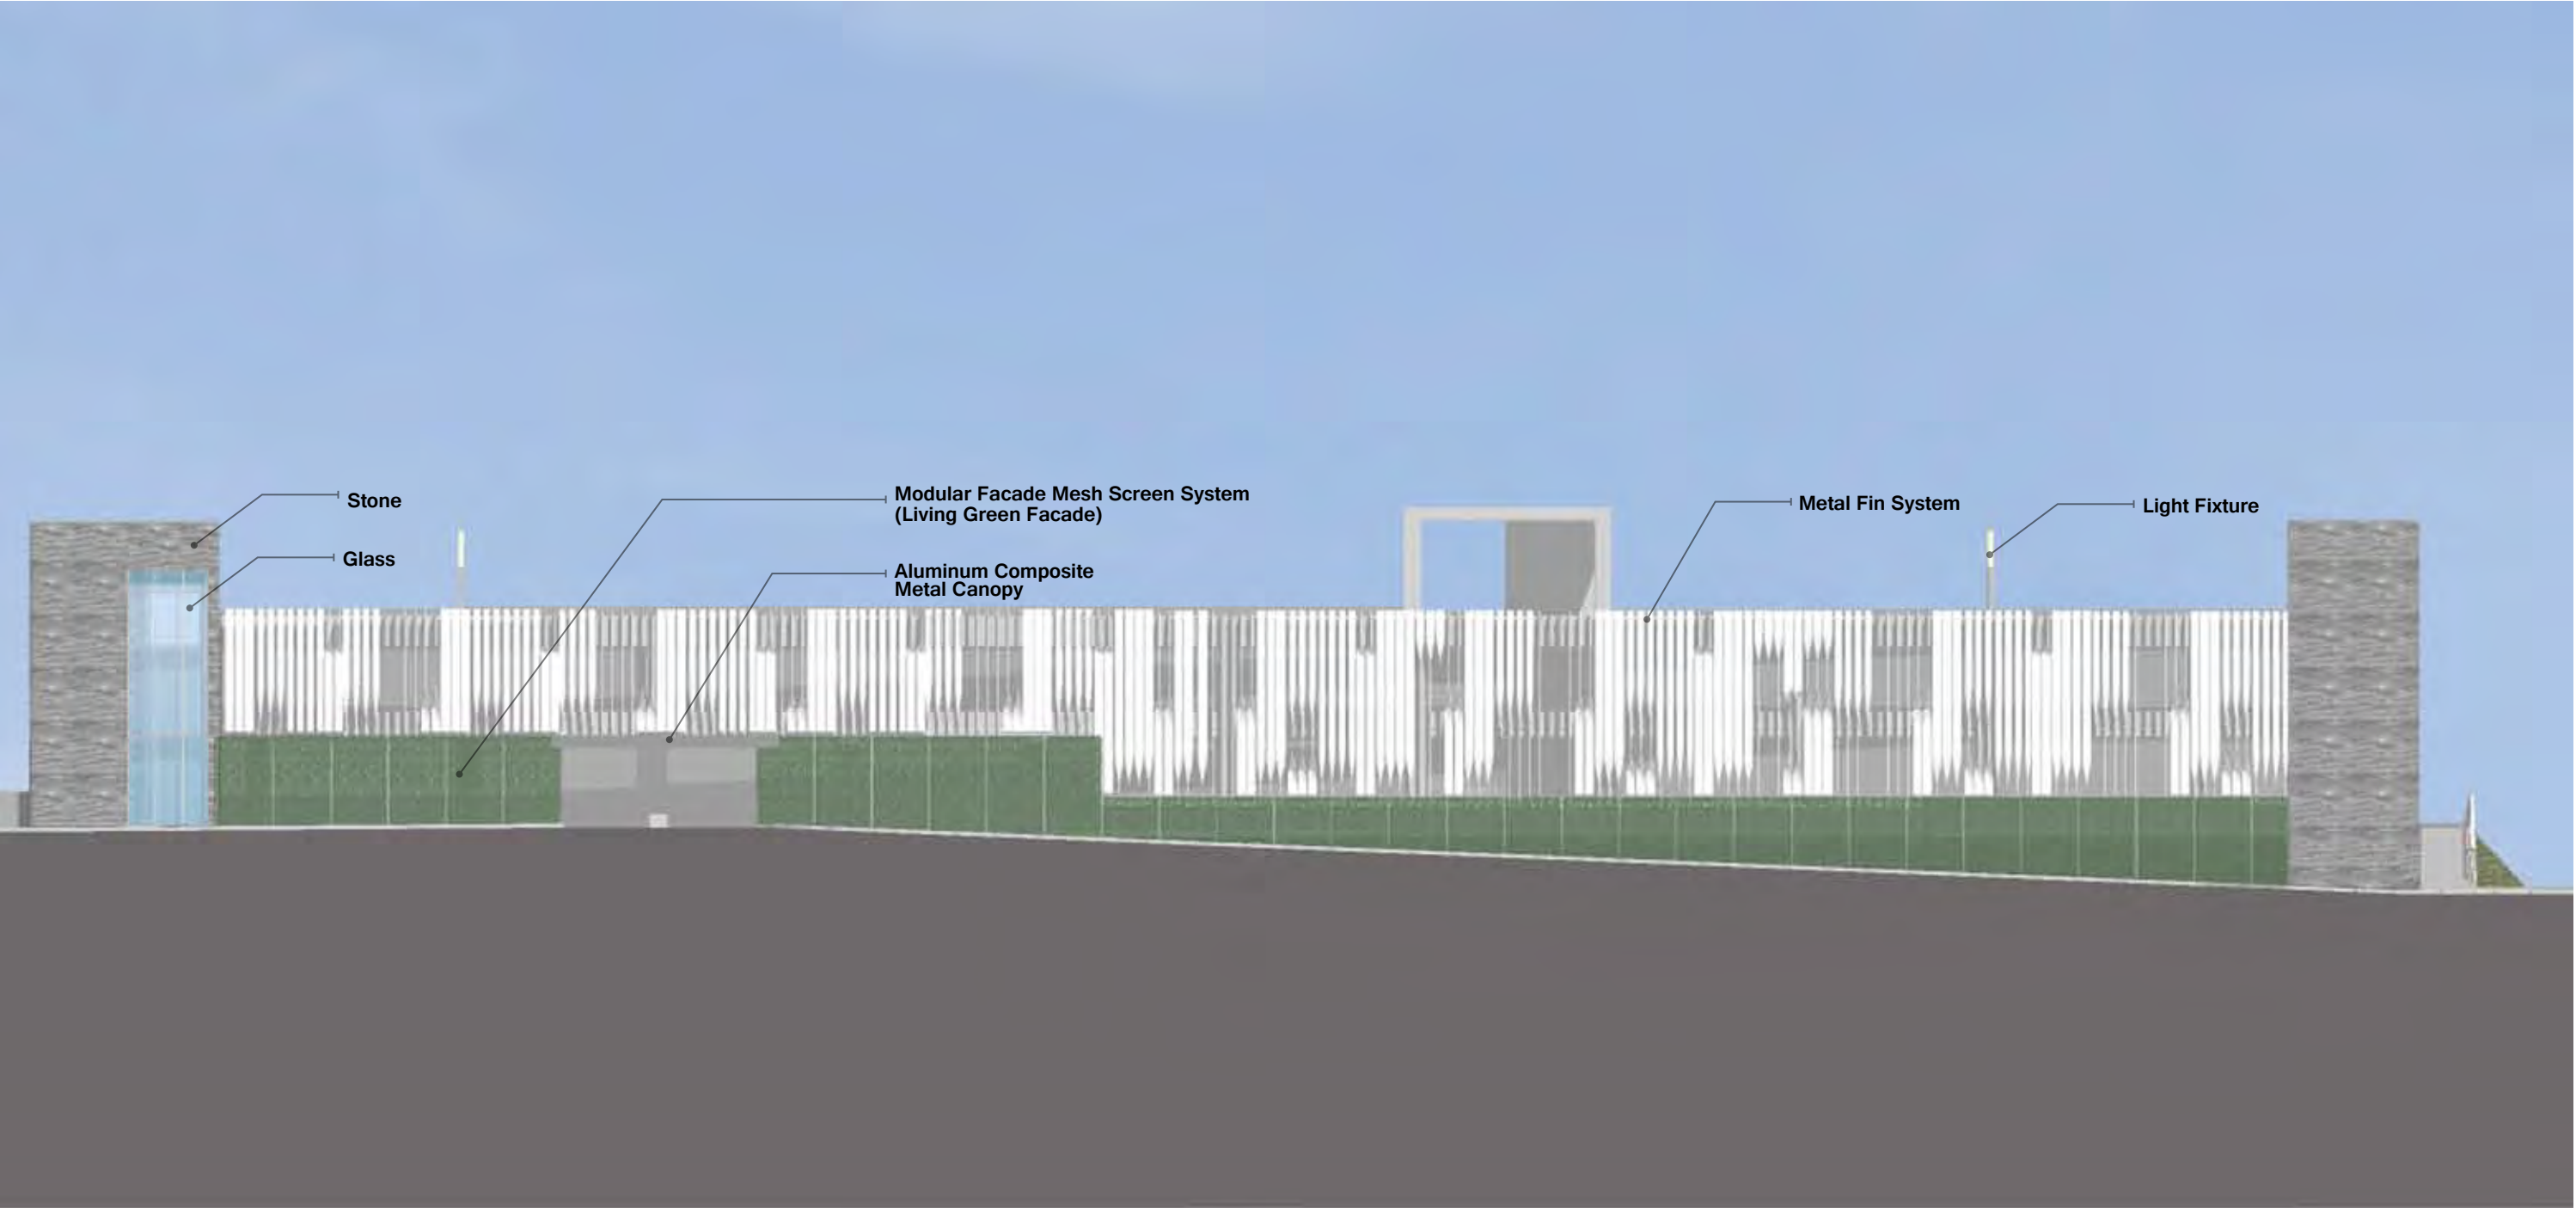 Stone
Glass
Modular Facade Mesh Screen System
(Living Green Facade)
Aluminum Composite
Metal Canopy
Metal Fin System
Light Fixture